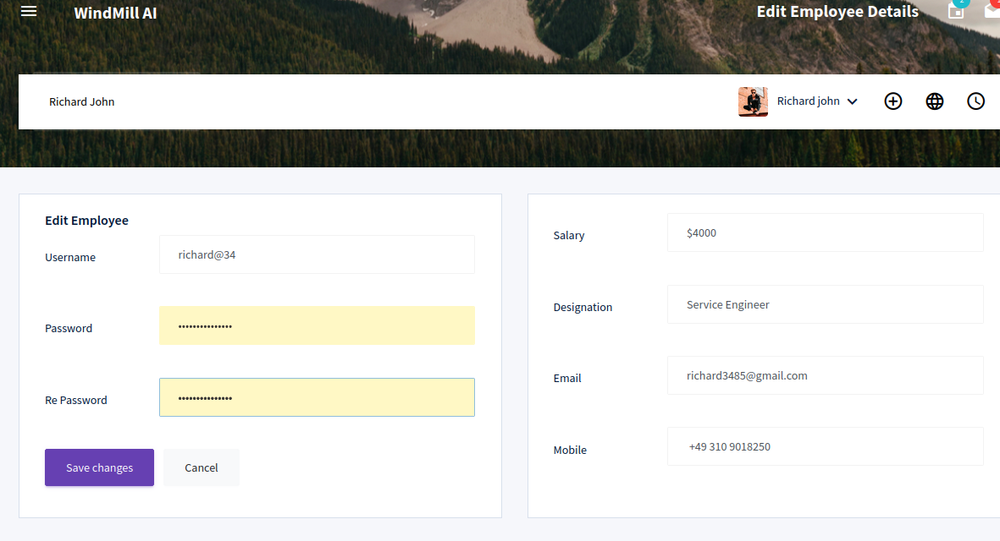 WindMill AI
Edit Employee Details
2
Richard John
Richard john
Edit Employee
Username
richard@34
Password
•••••••••••••••
Re Password
•••••••••••••••
Save changes
Cancel
Salary
$4000
Designation
Service Engineer
Email
richard3485@gmail.com
Mobile
+49 310 9018250